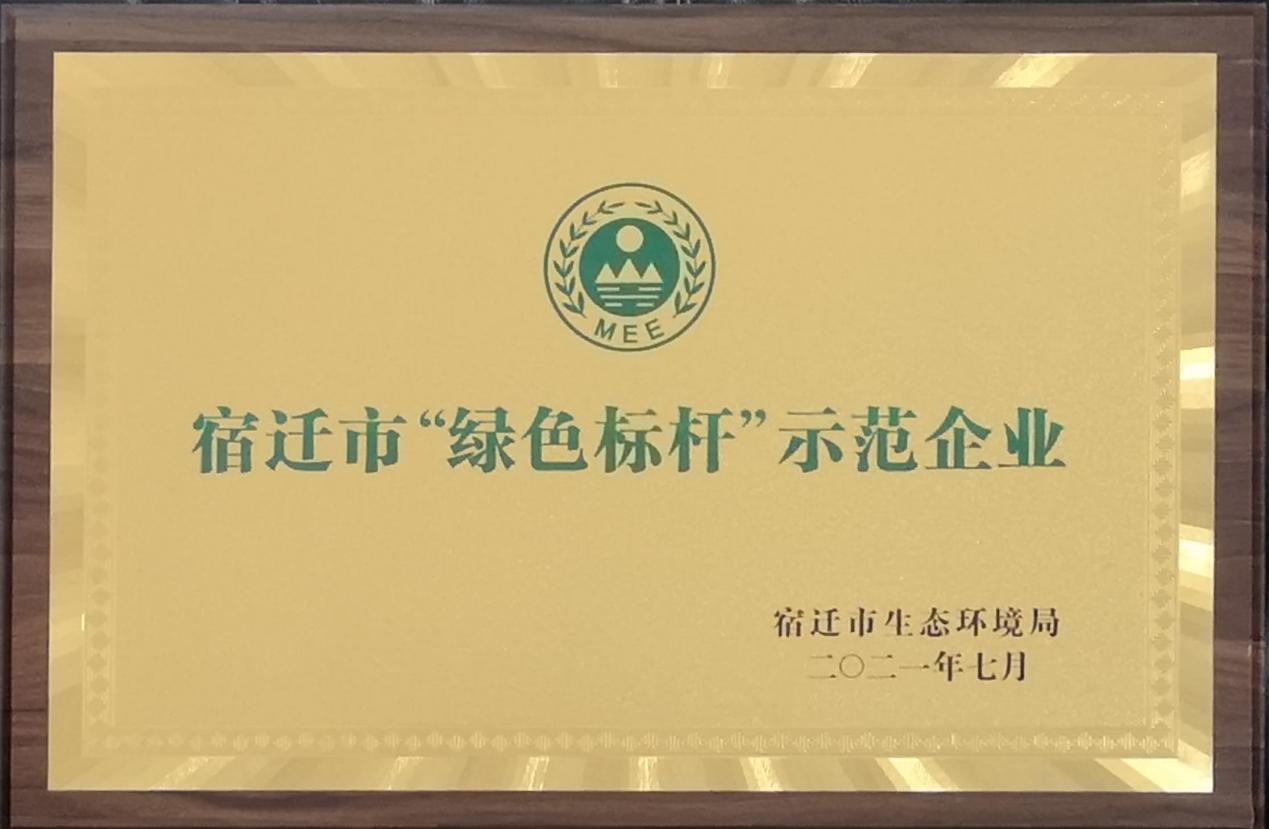 MEE
宿迁市“绿色标杆”示范企业
宿迁市生态环境局
二〇二一年七月